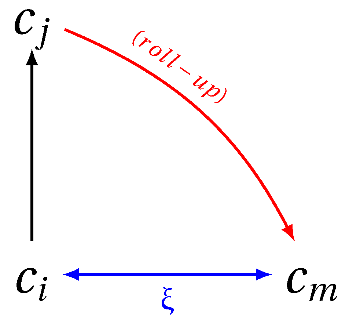 c_j
(roll−up)
c_i
ξ
c_m